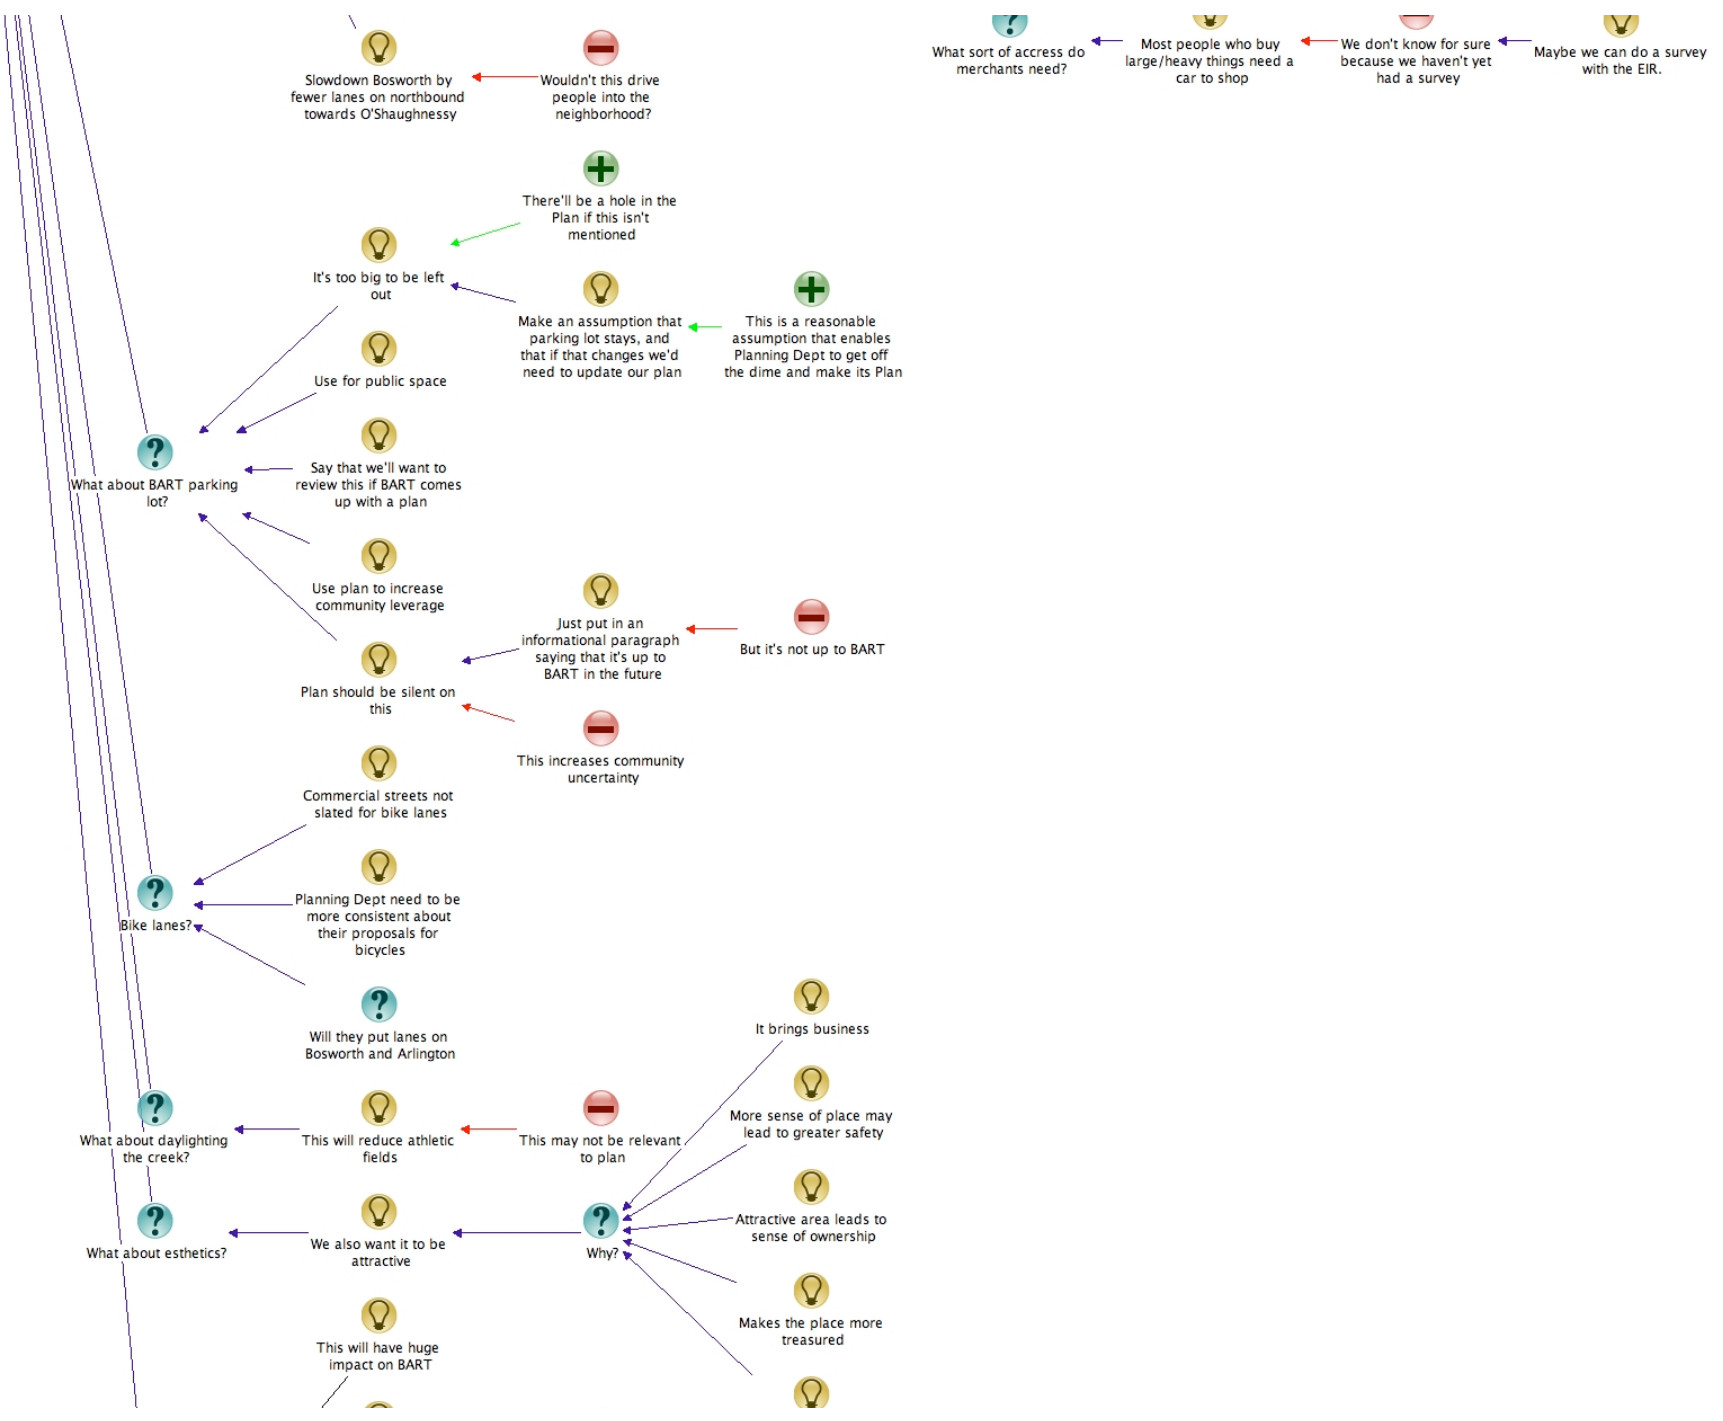 What sort of accress do
merchants need?
Most people who buy
large/heavy things need a
car to shop
We don't know for sure
because we haven't yet
had a survey
Maybe we can do a survey
with the EIR.
Slowdown Bosworth by
fewer lanes on northbound
towards O'Shaughnessy
Wouldn't this drive
people into the
neighborhood?
There'll be a hole in the
Plan if this isn't
mentioned
It's too big to be left
out
Make an assumption that
parking lot stays, and
that if that changes we'd
need to update our plan
This is a reasonable
assumption that enables
Planning Dept to get off
the dime and make its Plan
Use for public space
What about BART parking
lot?
Say that we'll want to
review this if BART comes
up with a plan
Use plan to increase
community leverage
Just put in an
informational paragraph
saying that it's up to
BART in the future
But it's not up to BART
Plan should be silent on
this
This increases community
uncertainty
Commercial streets not
slated for bike lanes
Bike lanes?
Planning Dept need to be
more consistent about
their proposals for
bicycles
Will they put lanes on
Bosworth and Arlington
It brings business
More sense of place may
lead to greater safety
What about daylighting
the creek?
This will reduce athletic
fields
This may not be relevant
to plan
Attractive area leads to
sense of ownership
What about esthetics?
We also want it to be
attractive
Why?
Makes the place more
treasured
This will have huge
impact on BART